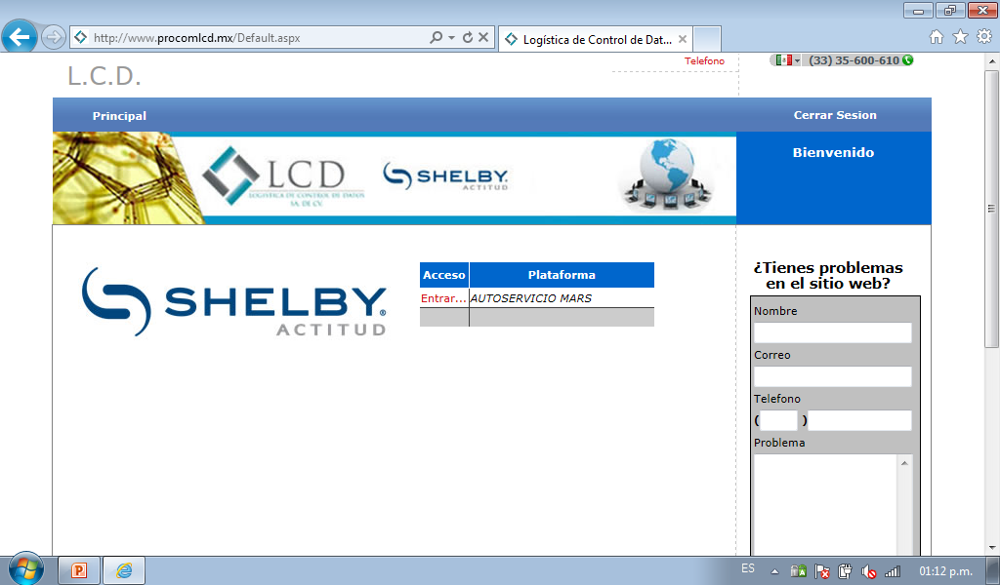 http://www.procomlcd.mx/Default.aspx
Logística de Control de Dat...
L.C.D.
Telefono
(33) 35-600-610
Principal
Cerrar Sesion
LCD
LOGISTICA DE CONTROL DE DATOS
SA. DE CV.
SHELBY.
ACTITUD
Bienvenido
SHELBY®
ACTITUD
Acceso Plataforma
Entrar... AUTOSERVICIO MARS
¿Tienes problemas
en el sitio web?
Nombre
Correo
Telefono
( )
Problema
ES
01:12 p.m.